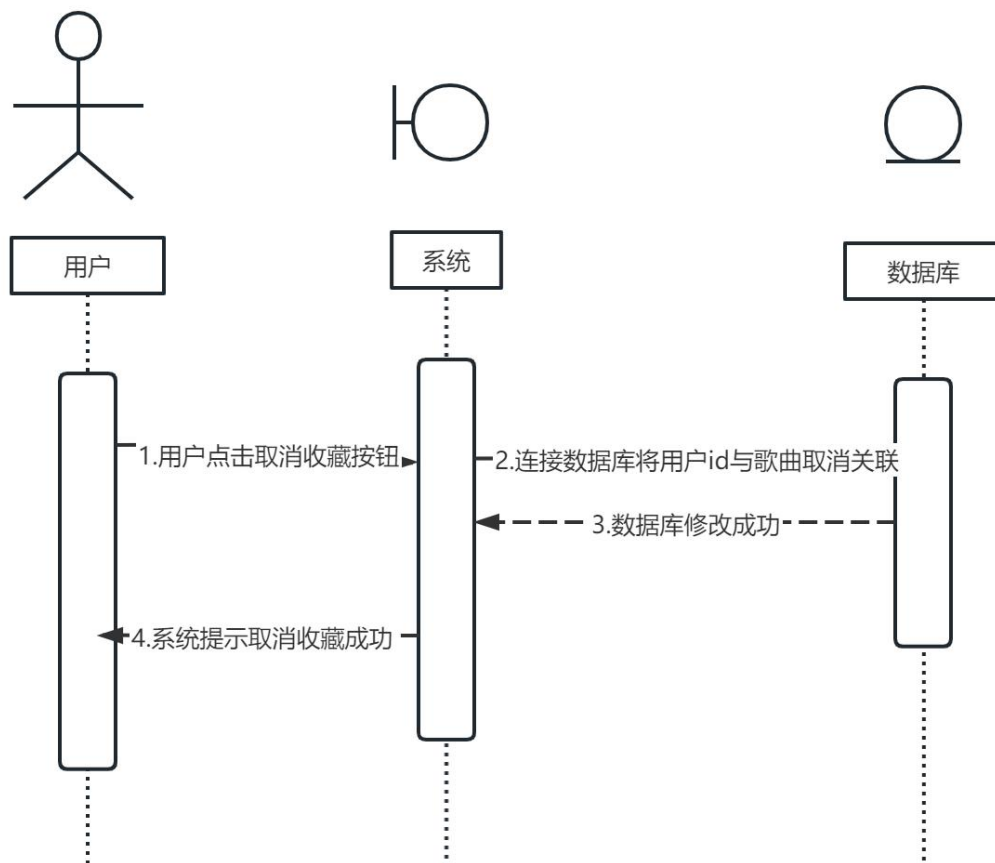 用户
系统
数据库
1.用户点击取消收藏按钮
2.连接数据库将用户id与歌曲取消关联
3.数据库修改成功
4.系统提示取消收藏成功